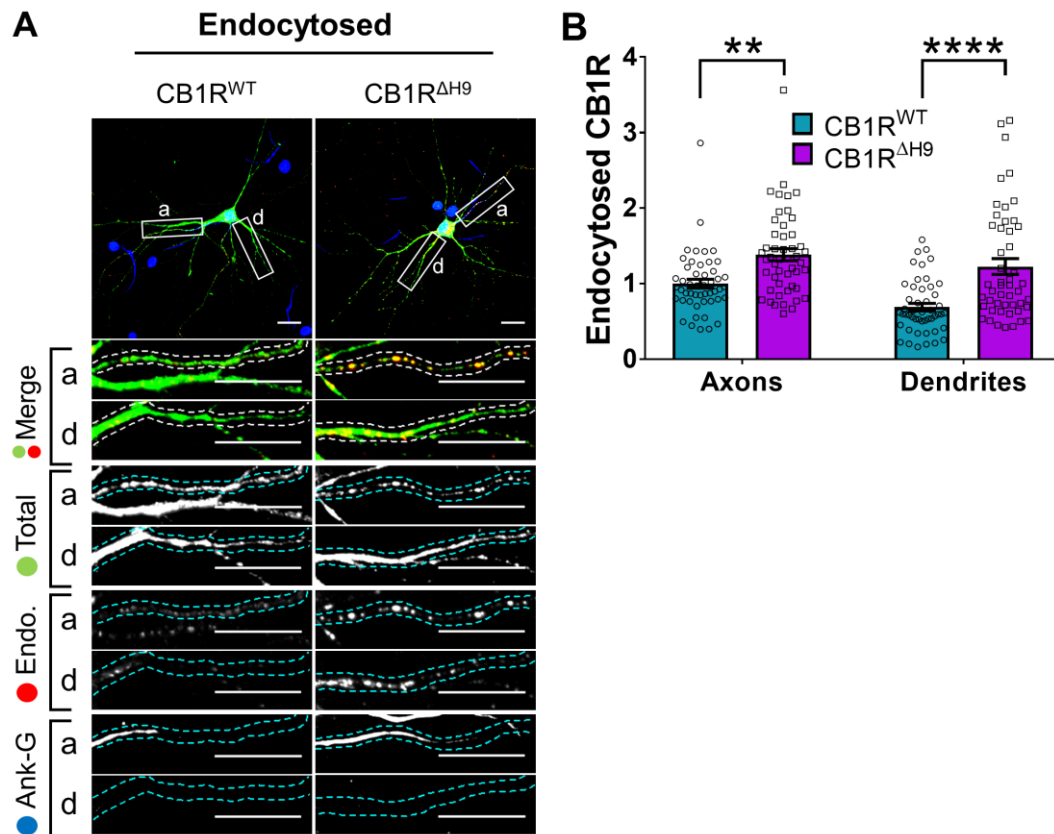 A
Endocytosed
CB1R^WT
CB1R^ΔH9
a
d
a
d
Merge
a
d
Total
a
d
Endo.
a
d
Ank-G
a
d
B
Endocytosed CB1R
4
3
2
1
0
**
****
CB1R^WT
CB1R^ΔH9
Axons
Dendrites